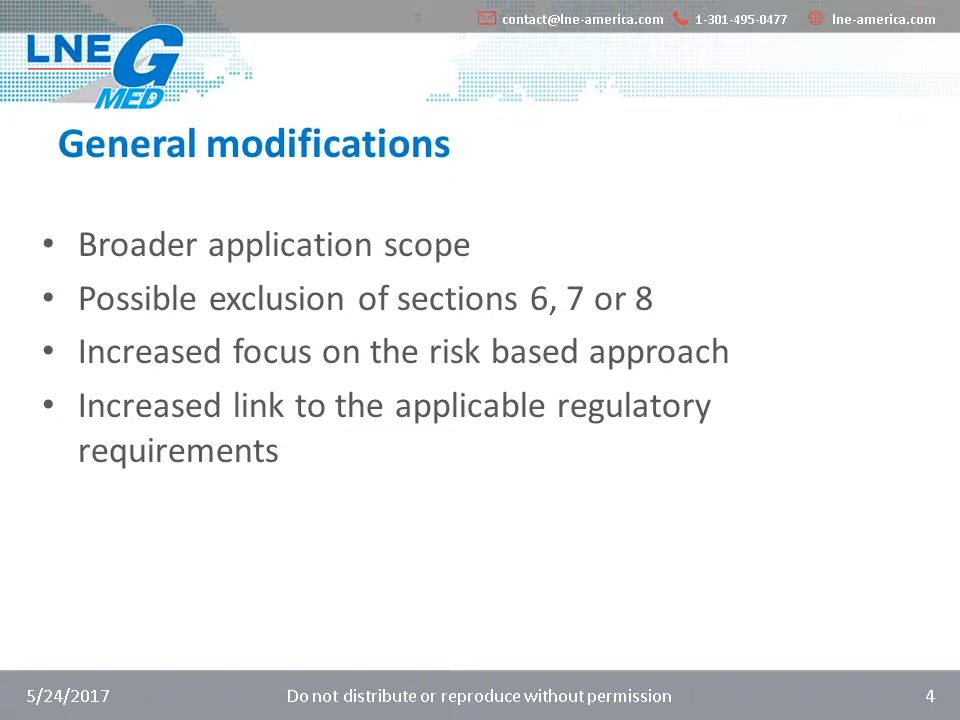 contact@lne-america.com 1-301-495-0477 lne-america.com
LNE G
MED
General modifications
• Broader application scope
• Possible exclusion of sections 6, 7 or 8
• Increased focus on the risk based approach
• Increased link to the applicable regulatory
requirements
5/24/2017 Do not distribute or reproduce without permission 4